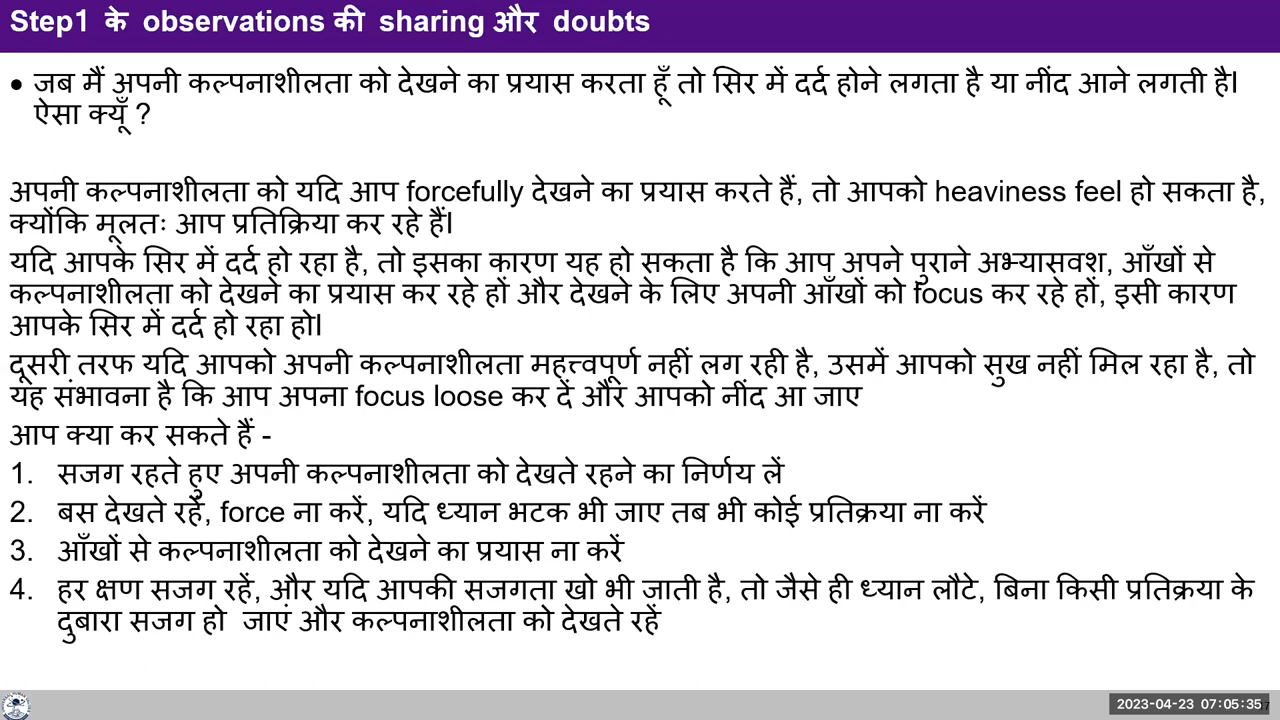 Step1 के observations की sharing और doubts
• जब मैं अपनी कल्पनाशीलता को देखने का प्रयास करता हूँ तो सिर में दर्द होने लगता है या नींद आने लगती है।
ऐसा क्यूँ ?
अपनी कल्पनाशीलता को यदि आप forcefully देखने का प्रयास करते हैं, तो आपको heaviness feel हो सकता है,
क्योंकि मूलतः आप प्रतिक्रिया कर रहे हैं।
यदि आपके सिर में दर्द हो रहा है, तो इसका कारण यह हो सकता है कि आप अपने पुराने अभ्यासवश, आँखों से
कल्पनाशीलता को देखने का प्रयास कर रहे हों और देखने के लिए अपनी आँखों को focus कर रहे हों, इसी कारण
आपके सिर में दर्द हो रहा हो।
दूसरी तरफ यदि आपको अपनी कल्पनाशीलता महत्त्वपूर्ण नहीं लग रही है, उसमें आपको सुख नहीं मिल रहा है, तो
यह संभावना है कि आप अपना focus loose कर दें और आपको नींद आ जाए
आप क्या कर सकते हैं -
1. सजग रहते हुए अपनी कल्पनाशीलता को देखते रहने का निर्णय लें
2. बस देखते रहें, force ना करें, यदि ध्यान भटक भी जाए तब भी कोई प्रतिक्रया ना करें
3. आँखों से कल्पनाशीलता को देखने का प्रयास ना करें
4. हर क्षण सजग रहें, और यदि आपकी सजगता खो भी जाती है, तो जैसे ही ध्यान लौटे, बिना किसी प्रतिक्रया के
दुबारा सजग हो जाएं और कल्पनाशीलता को देखते रहें
2023-04-23 07:05:35